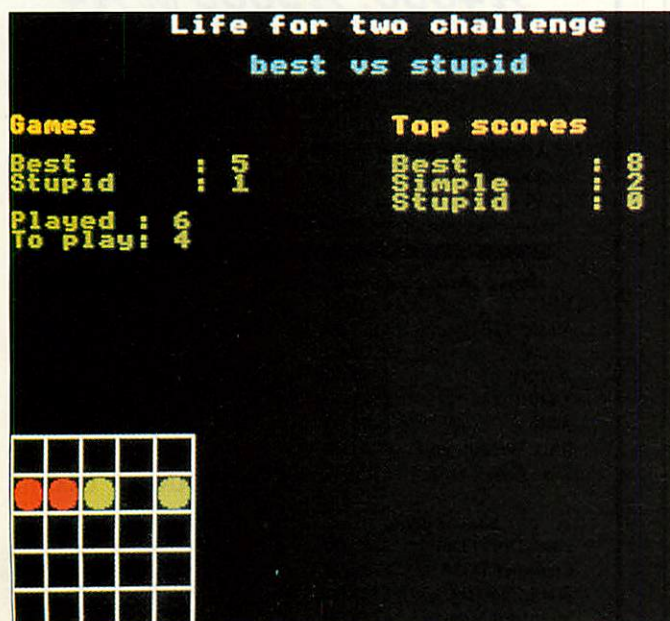 Life for two challenge
best vs stupid
Games
Best : 5
Stupid : 1
Played : 6
To play: 4
Top scores
Best : 8
Simple : 2
Stupid : 0